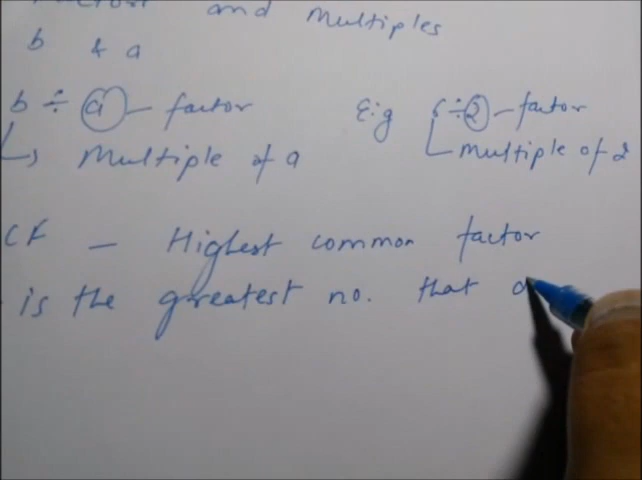 and Multiples
b & a
b ÷ a — factor E.g 6 ÷ 2 — factor
Multiple of a Multiple of 2
CF — Highest common factor
is the greatest no. that